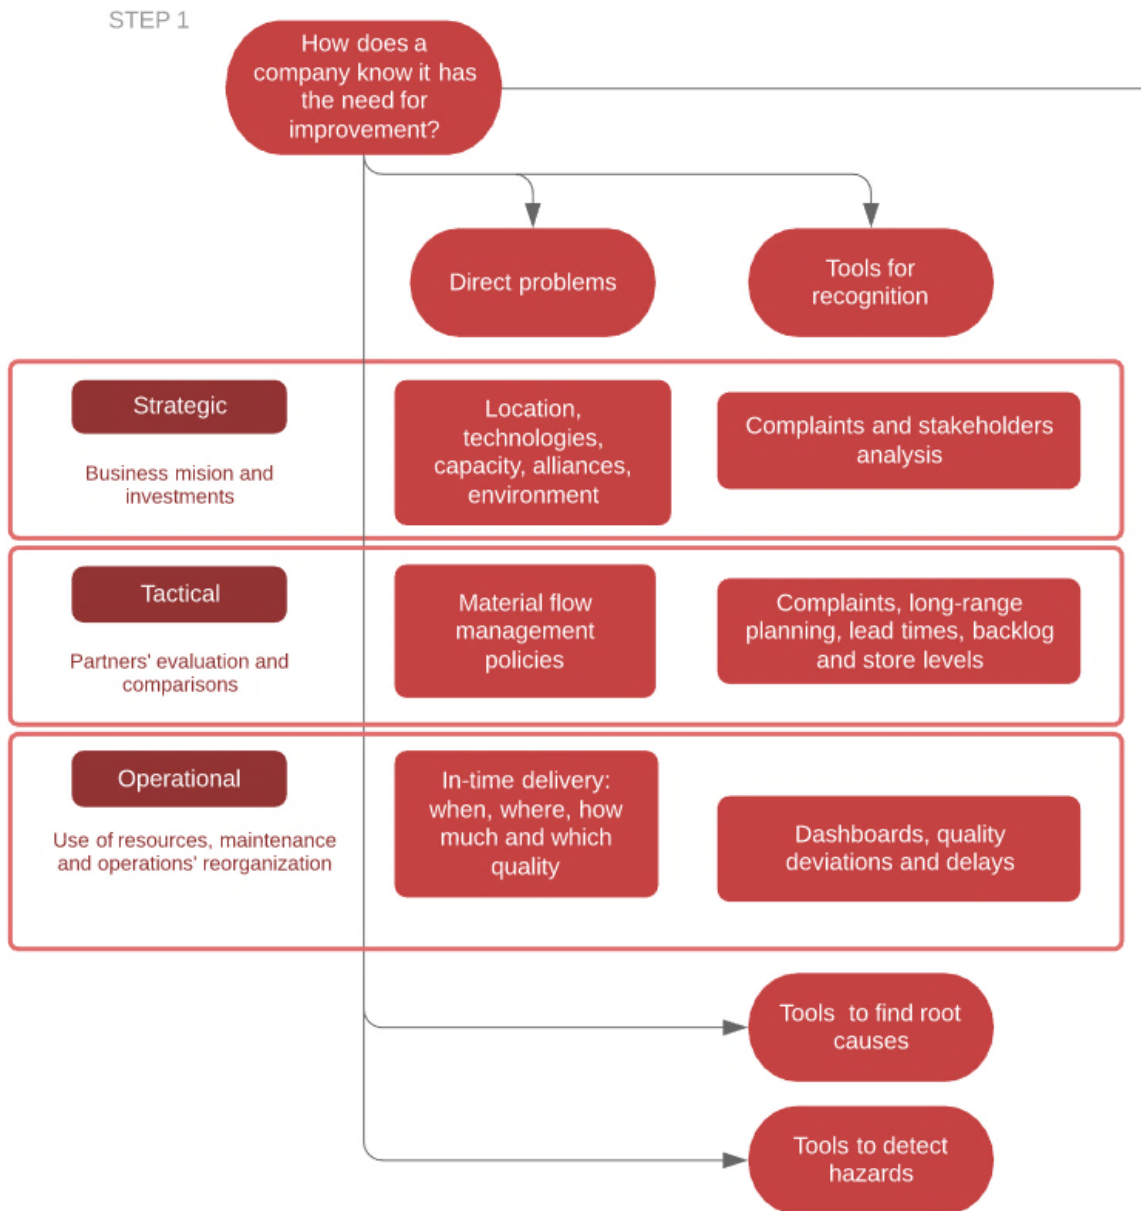 STEP 1
How does a
company know it has
the need for
improvement?
Direct problems
Tools for
recognition
Strategic
Business mision and
investments
Location,
technologies,
capacity, alliances,
environment
Complaints and stakeholders
analysis
Tactical
Partners' evaluation and
comparisons
Material flow
management
policies
Complaints, long-range
planning, lead times, backlog
and store levels
Operational
Use of resources, maintenance
and operations' reorganization
In-time delivery:
when, where, how
much and which
quality
Dashboards, quality
deviations and delays
Tools to find root
causes
Tools to detect
hazards